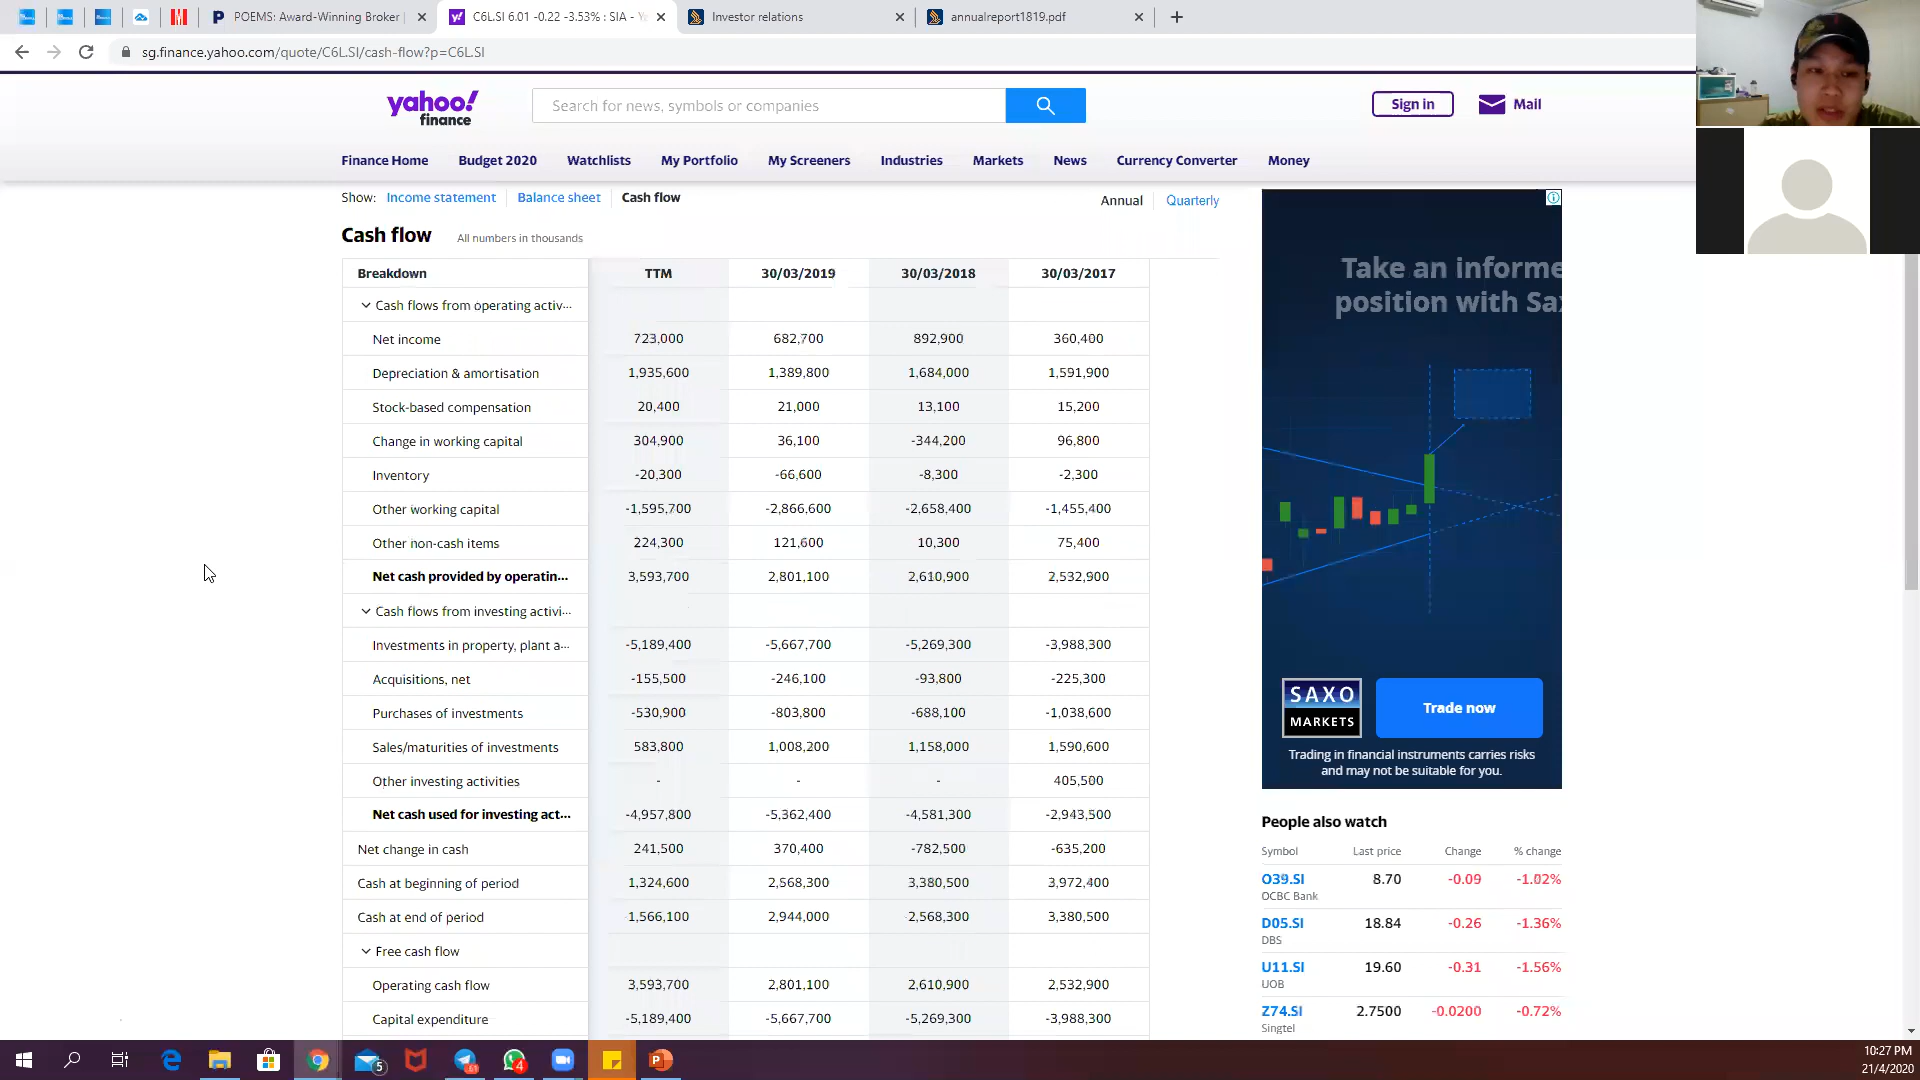 POEMS: Award-Winning Broker
C6L.SI 6.01 -0.22 -3.53% : SIA - Y
Investor relations
annualreport1819.pdf
sg.finance.yahoo.com/quote/C6L.SI/cash-flow?p=C6L.SI
yahoo!
finance
Search for news, symbols or companies
Sign in
Mail
Finance Home Budget 2020 Watchlists My Portfolio My Screeners Industries Markets News Currency Converter Money
Show: Income statement Balance sheet Cash flow
Annual Quarterly
Cash flow All numbers in thousands
Breakdown TTM 30/03/2019 30/03/2018 30/03/2017
Cash flows from operating activ...
Net income 723,000 682,700 892,900 360,400
Depreciation & amortisation 1,935,600 1,389,800 1,684,000 1,591,900
Stock-based compensation 20,400 21,000 13,100 15,200
Change in working capital 304,900 36,100 -344,200 96,800
Inventory -20,300 -66,600 -8,300 -2,300
Other working capital -1,595,700 -2,866,600 -2,658,400 -1,455,400
Other non-cash items 224,300 121,600 10,300 75,400
Net cash provided by operatin... 3,593,700 2,801,100 2,610,900 2,532,900
Cash flows from investing activi...
Investments in property, plant a... -5,189,400 -5,667,700 -5,269,300 -3,988,300
Acquisitions, net -155,500 -246,100 -93,800 -225,300
Purchases of investments -530,900 -803,800 -688,100 -1,038,600
Sales/maturities of investments 583,800 1,008,200 1,158,000 1,590,600
Other investing activities - - - 405,500
Net cash used for investing act... -4,957,800 -5,362,400 -4,581,300 -2,943,500
Net change in cash 241,500 370,400 -782,500 -635,200
Cash at beginning of period 1,324,600 2,568,300 3,380,500 3,972,400
Cash at end of period 1,566,100 2,944,000 2,568,300 3,380,500
Free cash flow
Operating cash flow 3,593,700 2,801,100 2,610,900 2,532,900
Capital expenditure -5,189,400 -5,667,700 -5,269,300 -3,988,300
Take an informe
position with Sax
SAXO
MARKETS
Trade now
Trading in financial instruments carries risks
and may not be suitable for you.
People also watch
Symbol Last price Change % change
O39.SI 8.70 -0.09 -1.02%
OCBC Bank
D05.SI 18.84 -0.26 -1.36%
DBS
U11.SI 19.60 -0.31 -1.56%
UOB
Z74.SI 2.7500 -0.0200 -0.72%
Singtel
5
61
4
10:27 PM
21/4/2020